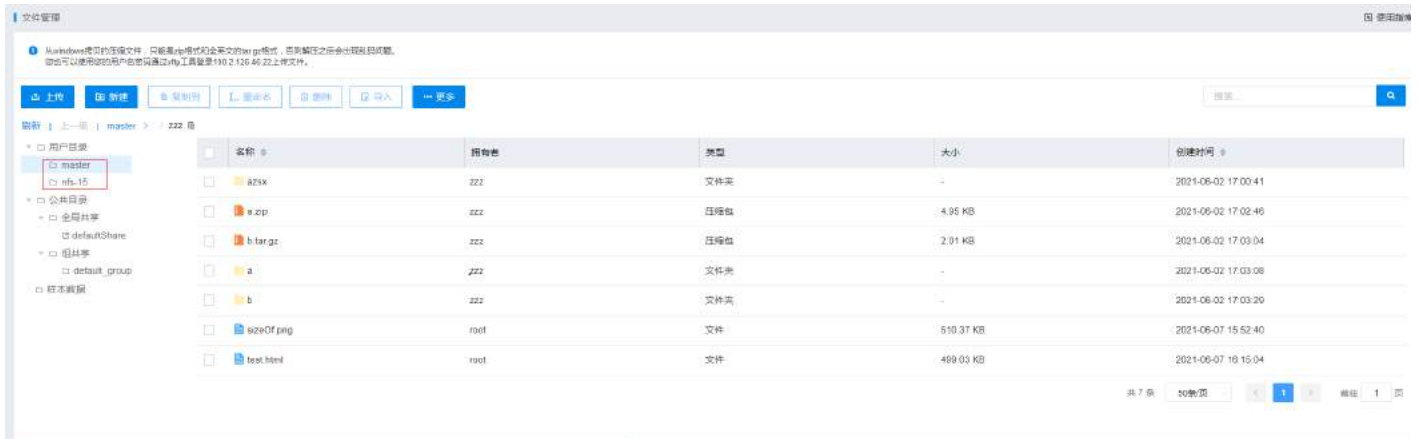 文件管理
使用指南
从windows拷贝的压缩文件，只能是zip格式和全英文的tar.gz格式，否则解压之后会出现乱码问题。
您也可以使用您的用户名密码通过sftp工具登录110.2.126.46:22上传文件。
上传 新建 复制到 重命名 删除 导入 ··· 更多
搜索...
刷新 | 上一级 | master > / zzz
用户目录
master
nfs-15
公共目录
全局共享
defaultShare
组共享
default_group
样本数据
名称 拥有者 类型 大小 创建时间
azsx zzz 文件夹 - 2021-06-02 17:00:41
a.zip zzz 压缩包 4.95 KB 2021-06-02 17:02:46
b.tar.gz zzz 压缩包 2.01 KB 2021-06-02 17:03:04
a zzz 文件夹 - 2021-06-02 17:03:08
b zzz 文件夹 - 2021-06-02 17:03:29
sizeOf.png root 文件 510.37 KB 2021-06-07 15:52:40
test.html root 文件 499.03 KB 2021-06-07 16:15:04
共 7 条 50条/页 < 1 > 前往 1 页